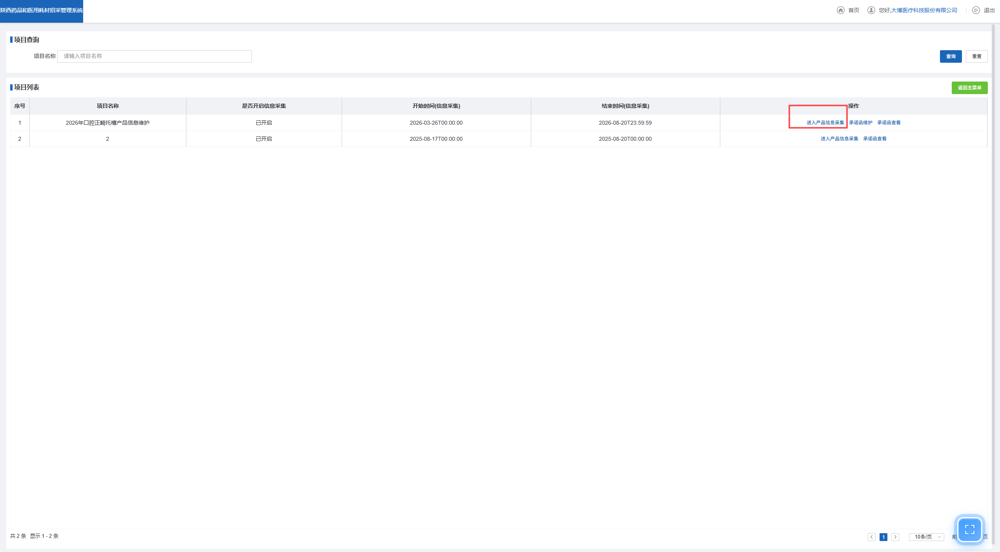 陕西药品和医用耗材招采管理系统
首页 您好,大博医疗科技股份有限公司 退出
项目查询
项目名称 请输入项目名称 查询 重置
项目列表 返回主菜单
序号 项目名称 是否开启信息采集 开始时间(信息采集) 结束时间(信息采集) 操作
1 2026年口腔正畸托槽产品信息维护 已开启 2026-03-26T00:00:00 2026-08-20T23:59:59 进入产品信息采集 承诺函维护 承诺函查看
2 2 已开启 2025-08-17T00:00:00 2025-08-20T00:00:00 进入产品信息采集 承诺函查看
共 2 条 显示 1 - 2 条 1 10条/页 前 页